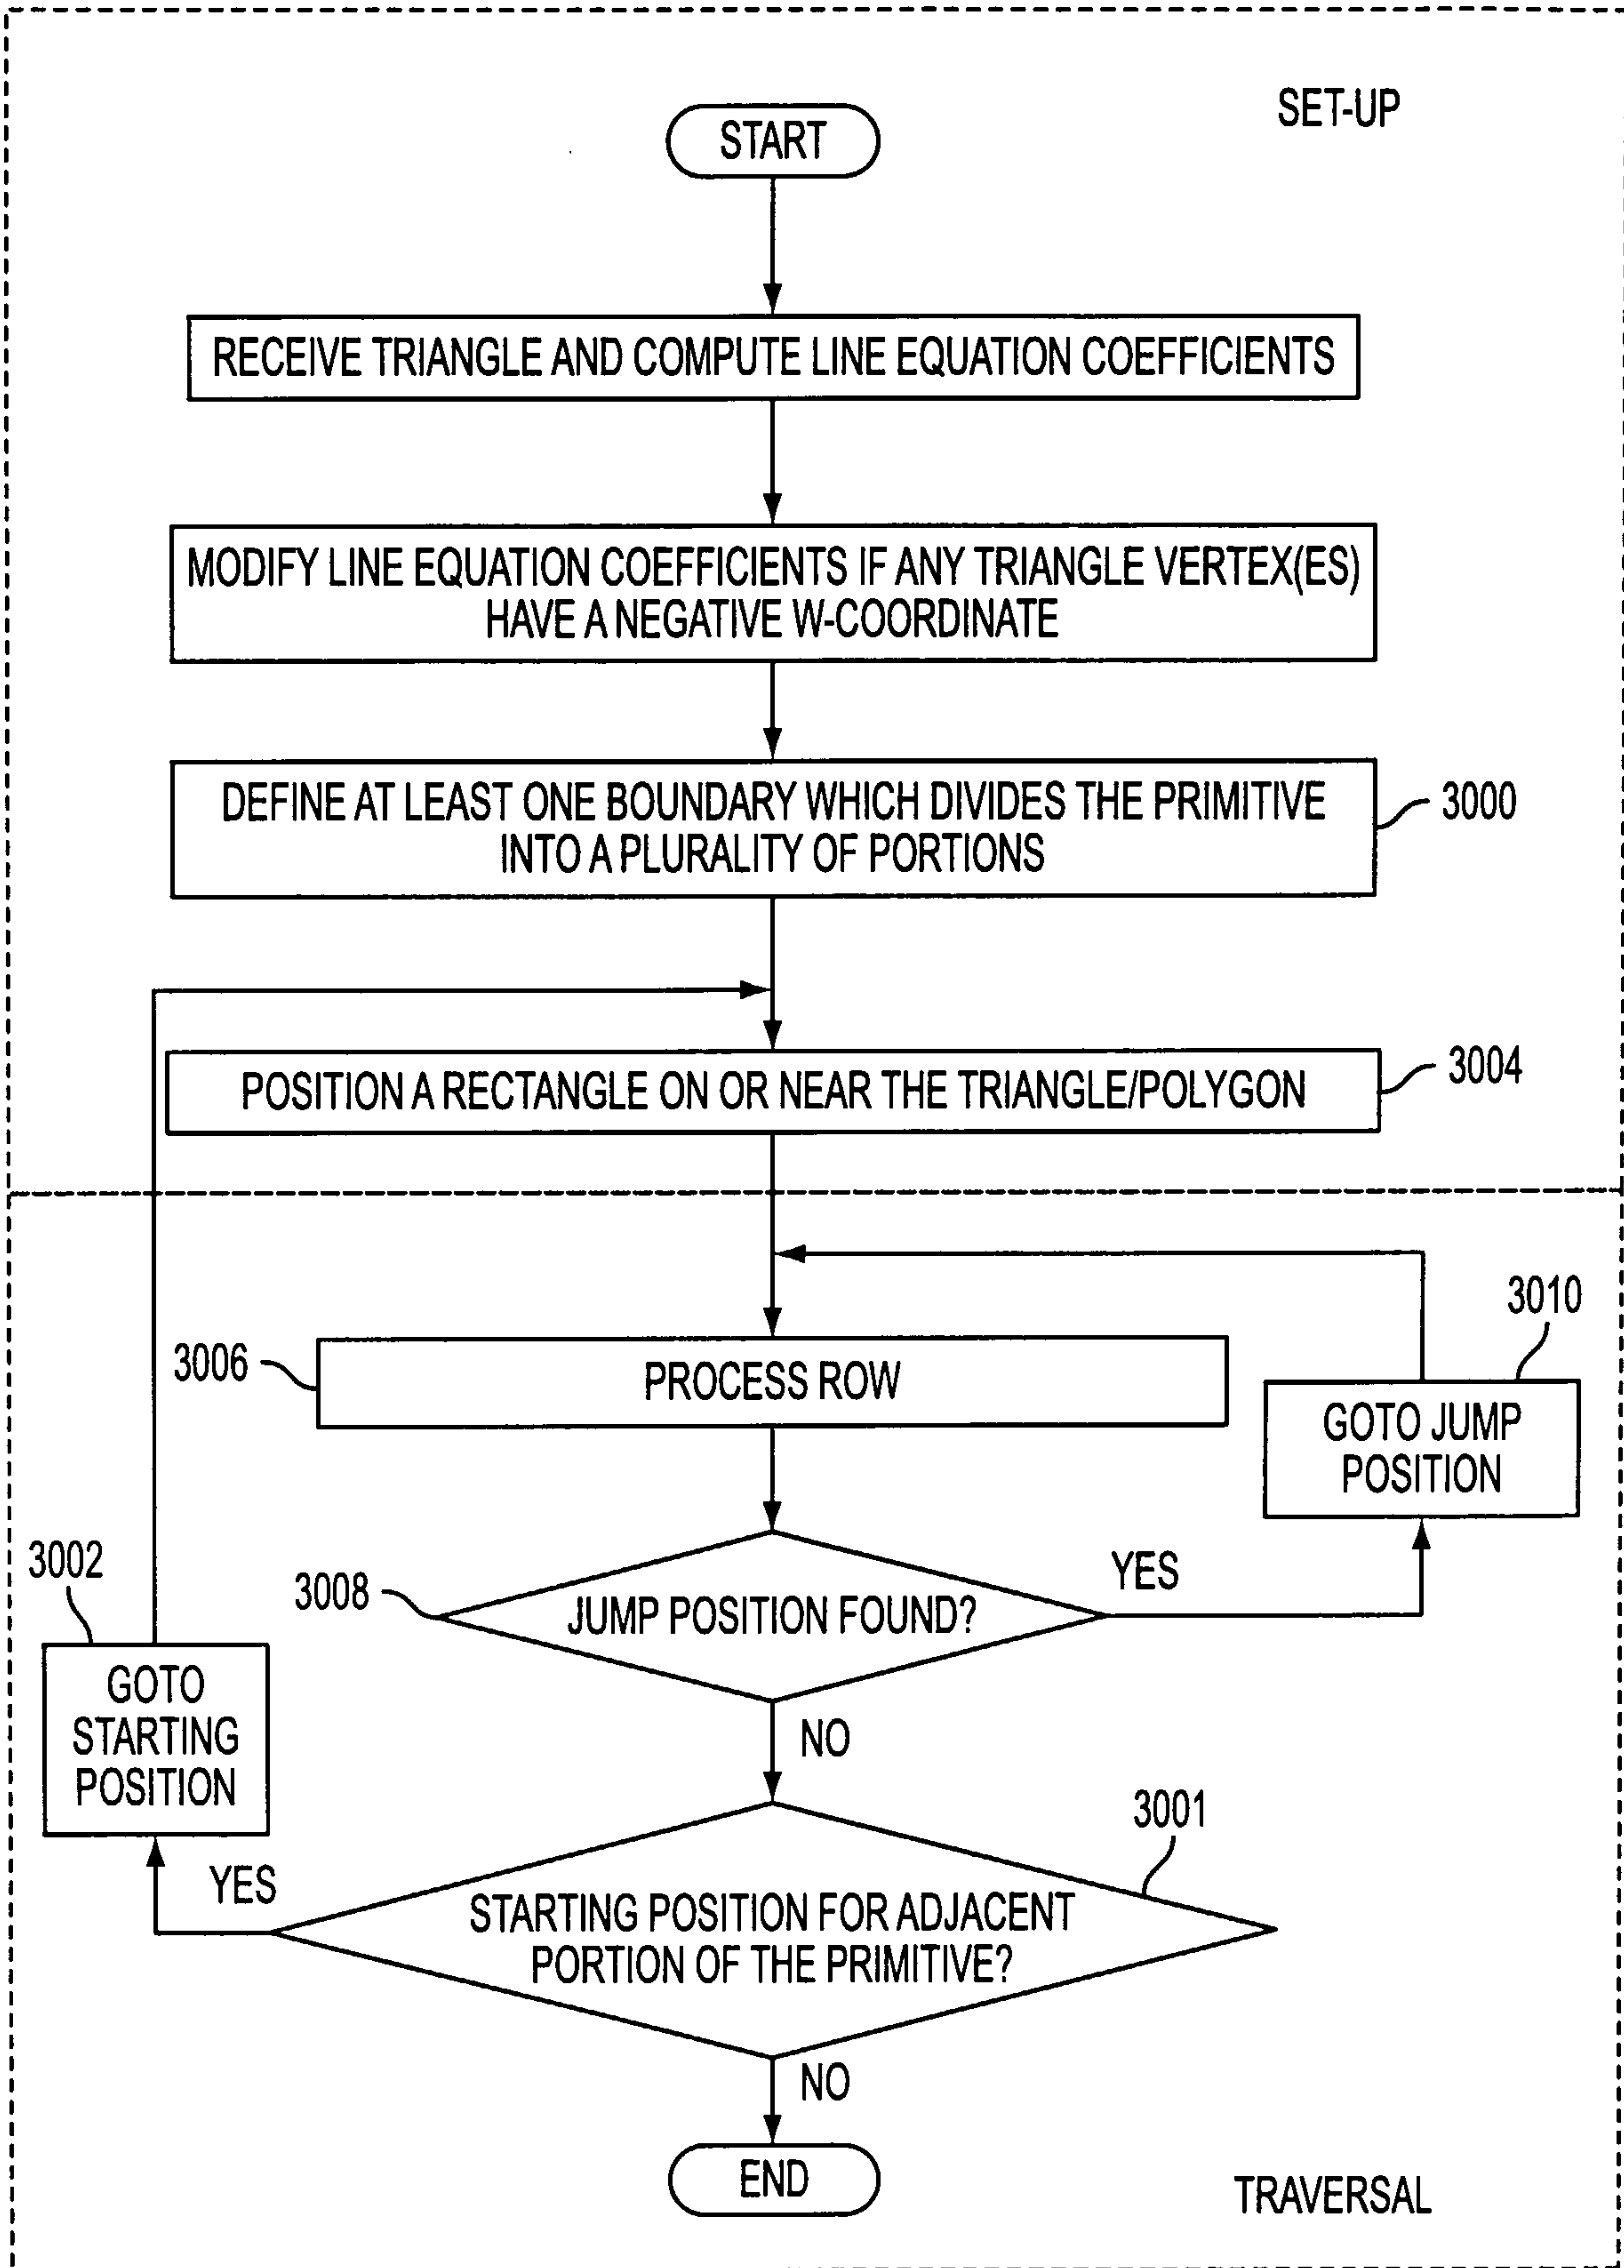 SET-UP
START
RECEIVE TRIANGLE AND COMPUTE LINE EQUATION COEFFICIENTS
MODIFY LINE EQUATION COEFFICIENTS IF ANY TRIANGLE VERTEX(ES)
HAVE A NEGATIVE W-COORDINATE
DEFINE AT LEAST ONE BOUNDARY WHICH DIVIDES THE PRIMITIVE
INTO A PLURALITY OF PORTIONS
3000
POSITION A RECTANGLE ON OR NEAR THE TRIANGLE/POLYGON
3004
3010
3006
PROCESS ROW
GOTO JUMP
POSITION
3002
3008
JUMP POSITION FOUND?
YES
GOTO
STARTING
POSITION
NO
3001
YES
STARTING POSITION FOR ADJACENT
PORTION OF THE PRIMITIVE?
NO
END
TRAVERSAL